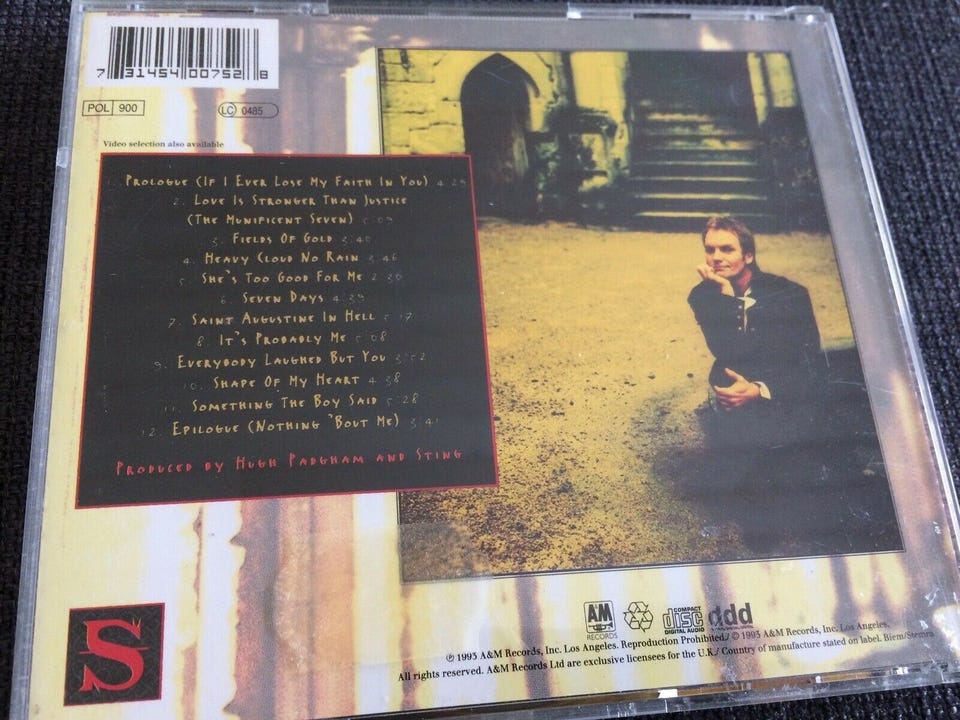 7 31454 00752 8
POL 900
LC 0485
Video selection also available
1. Prologue (If I Ever Lose My Faith In You) 4 29
2. Love Is Stronger Than Justice
(The Munificent Seven) 5 09
3. Fields Of Gold 3 40
4. Heavy Cloud No Rain 3 46
5. She's Too Good For Me 2 30
6. Seven Days 4 39
7. Saint Augustine In Hell 5 17
8. It's Probably Me 5 08
9. Everybody Laughed But You 3 52
10. Shape Of My Heart 4 38
11. Something The Boy Said 5 28
12. Epilogue (Nothing 'Bout Me) 3 41
Produced by Hugh Padgham and Sting
S
A&M RECORDS
COMPACT disc DIGITAL AUDIO
ddd
℗ 1993 A&M Records, Inc. Los Angeles. Reproduction Prohibited./ © 1993 A&M Records, Inc. Los Angeles.
All rights reserved. A&M Records Ltd are exclusive licensees for the U.K./ Country of manufacture stated on label. Biem/Stemra